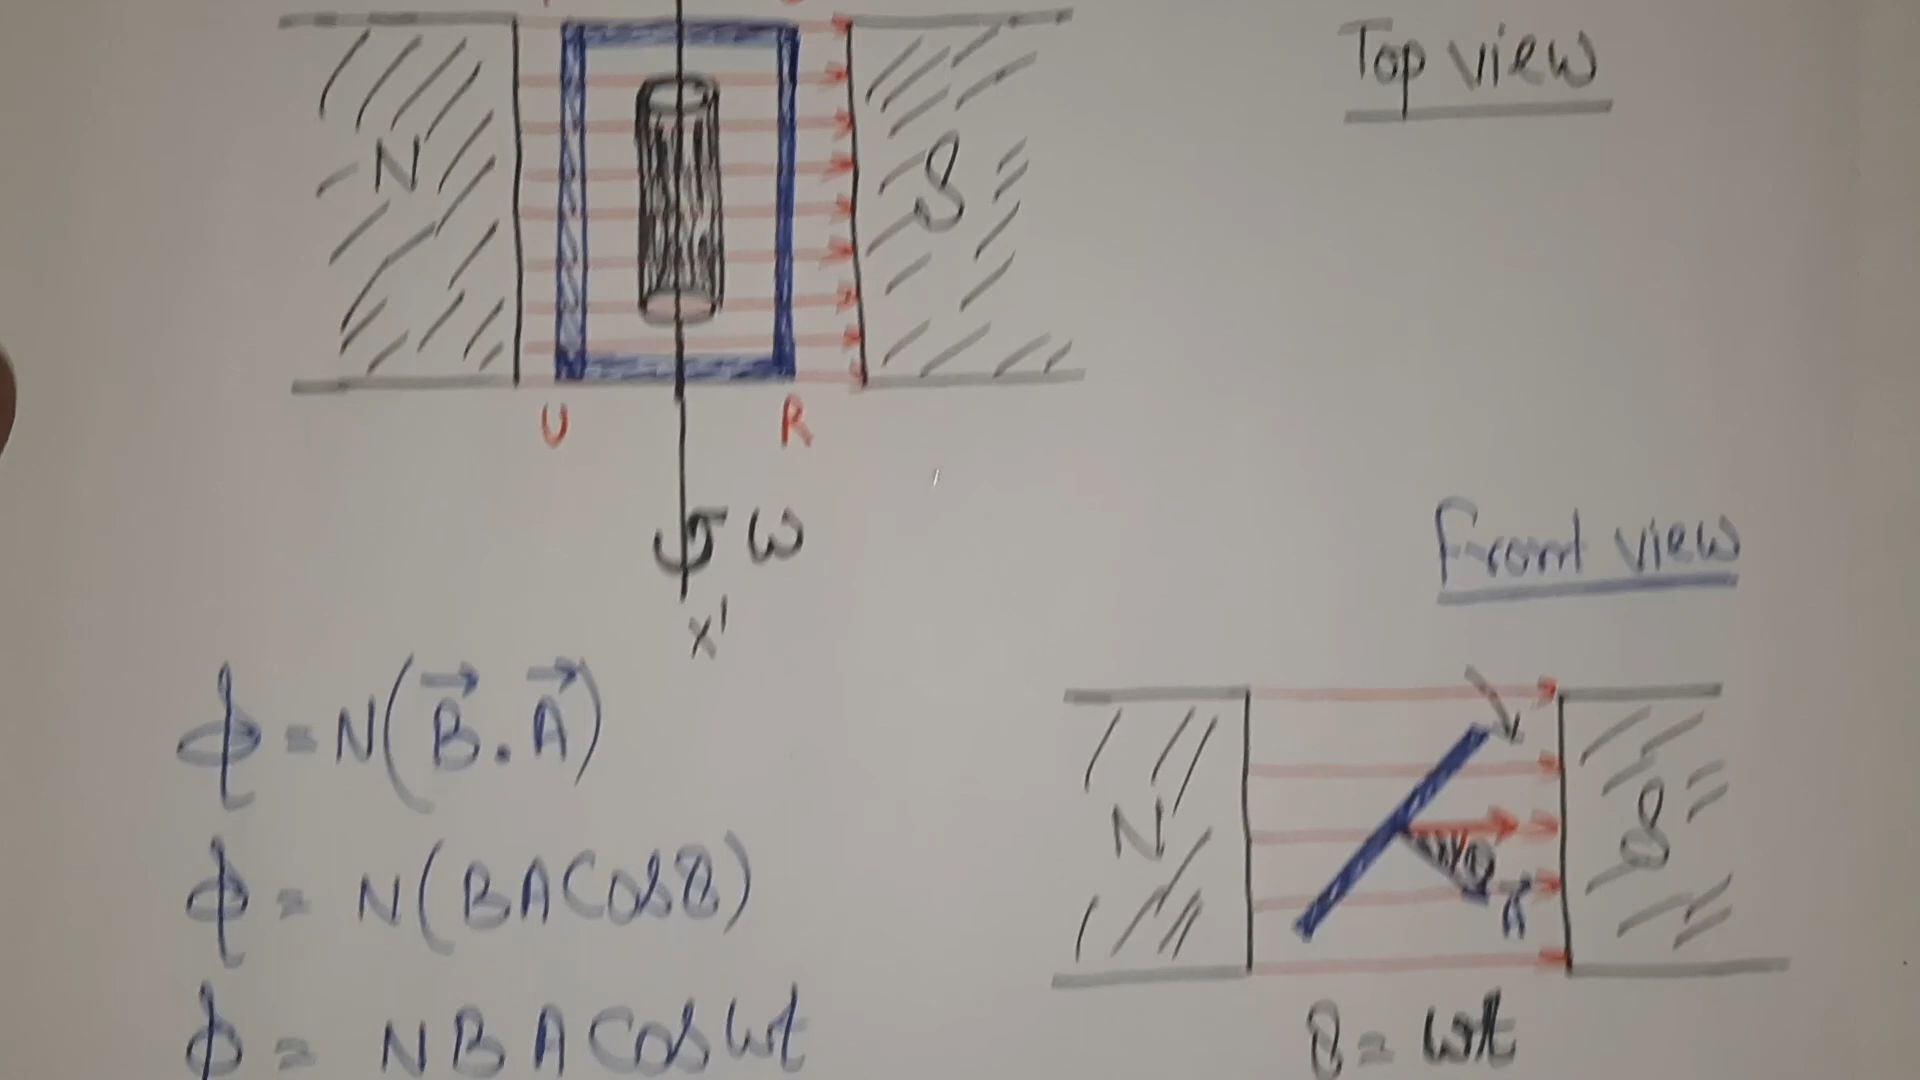 Top view
N S
U R
ω
X'
Front view
ϕ = N(B⃗.A⃗)
N θ S
A⃗
ϕ = N(BACosθ)
ϕ = NBACosωt
θ = ωt